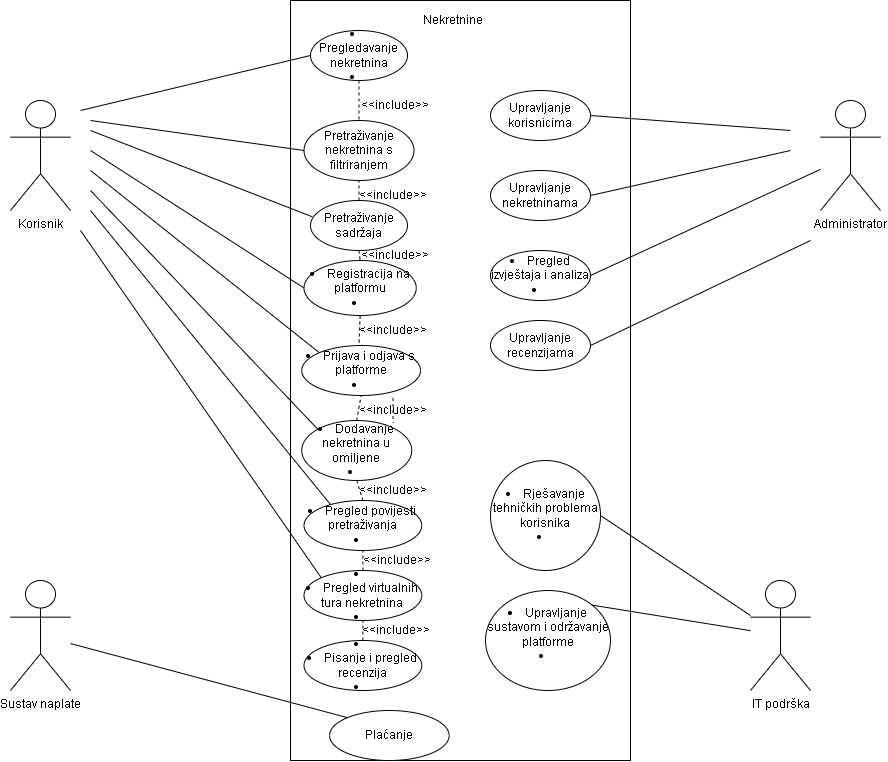 Nekretnine
Pregledavanje
nekretnina
<<include>>
Pretraživanje
nekretnina s
filtriranjem
<<include>>
Pretraživanje
sadržaja
<<include>>
Registracija na
platformu
<<include>>
Prijava i odjava s
platforme
<<include>>
Dodavanje
nekretnina u
omiljene
<<include>>
Pregled povijesti
pretraživanja
<<include>>
Pregled virtualnih
tura nekretnina
<<include>>
Pisanje i pregled
recenzija
Plaćanje
Upravljanje
korisnicima
Upravljanje
nekretninama
Pregled
izvještaja i analiza
Upravljanje
recenzijama
Rješavanje
tehničkih problema
korisnika
Upravljanje
sustavom i održavanje
platforme
Korisnik
Administrator
Sustav naplate
IT podrška